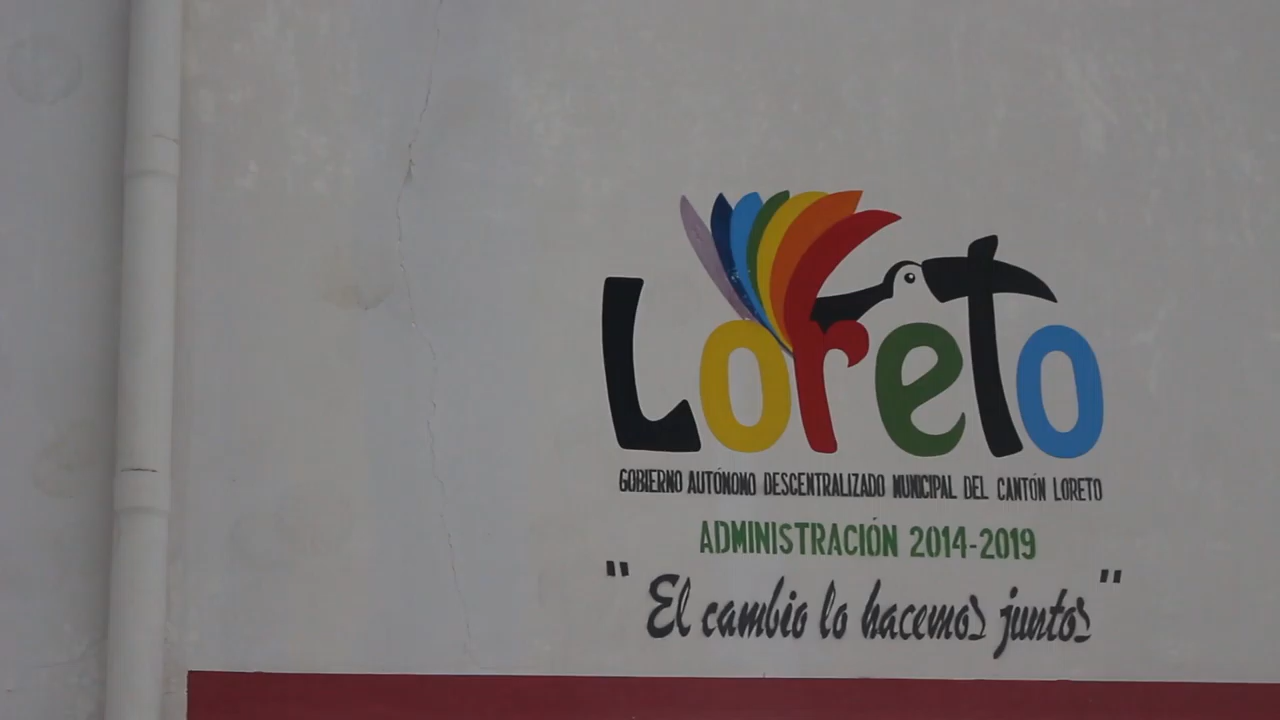 Loreto
GOBIERNO AUTÓNOMO DESCENTRALIZADO MUNICIPAL DEL CANTÓN LORETO
ADMINISTRACIÓN 2014-2019
"El cambio lo hacemos juntos"